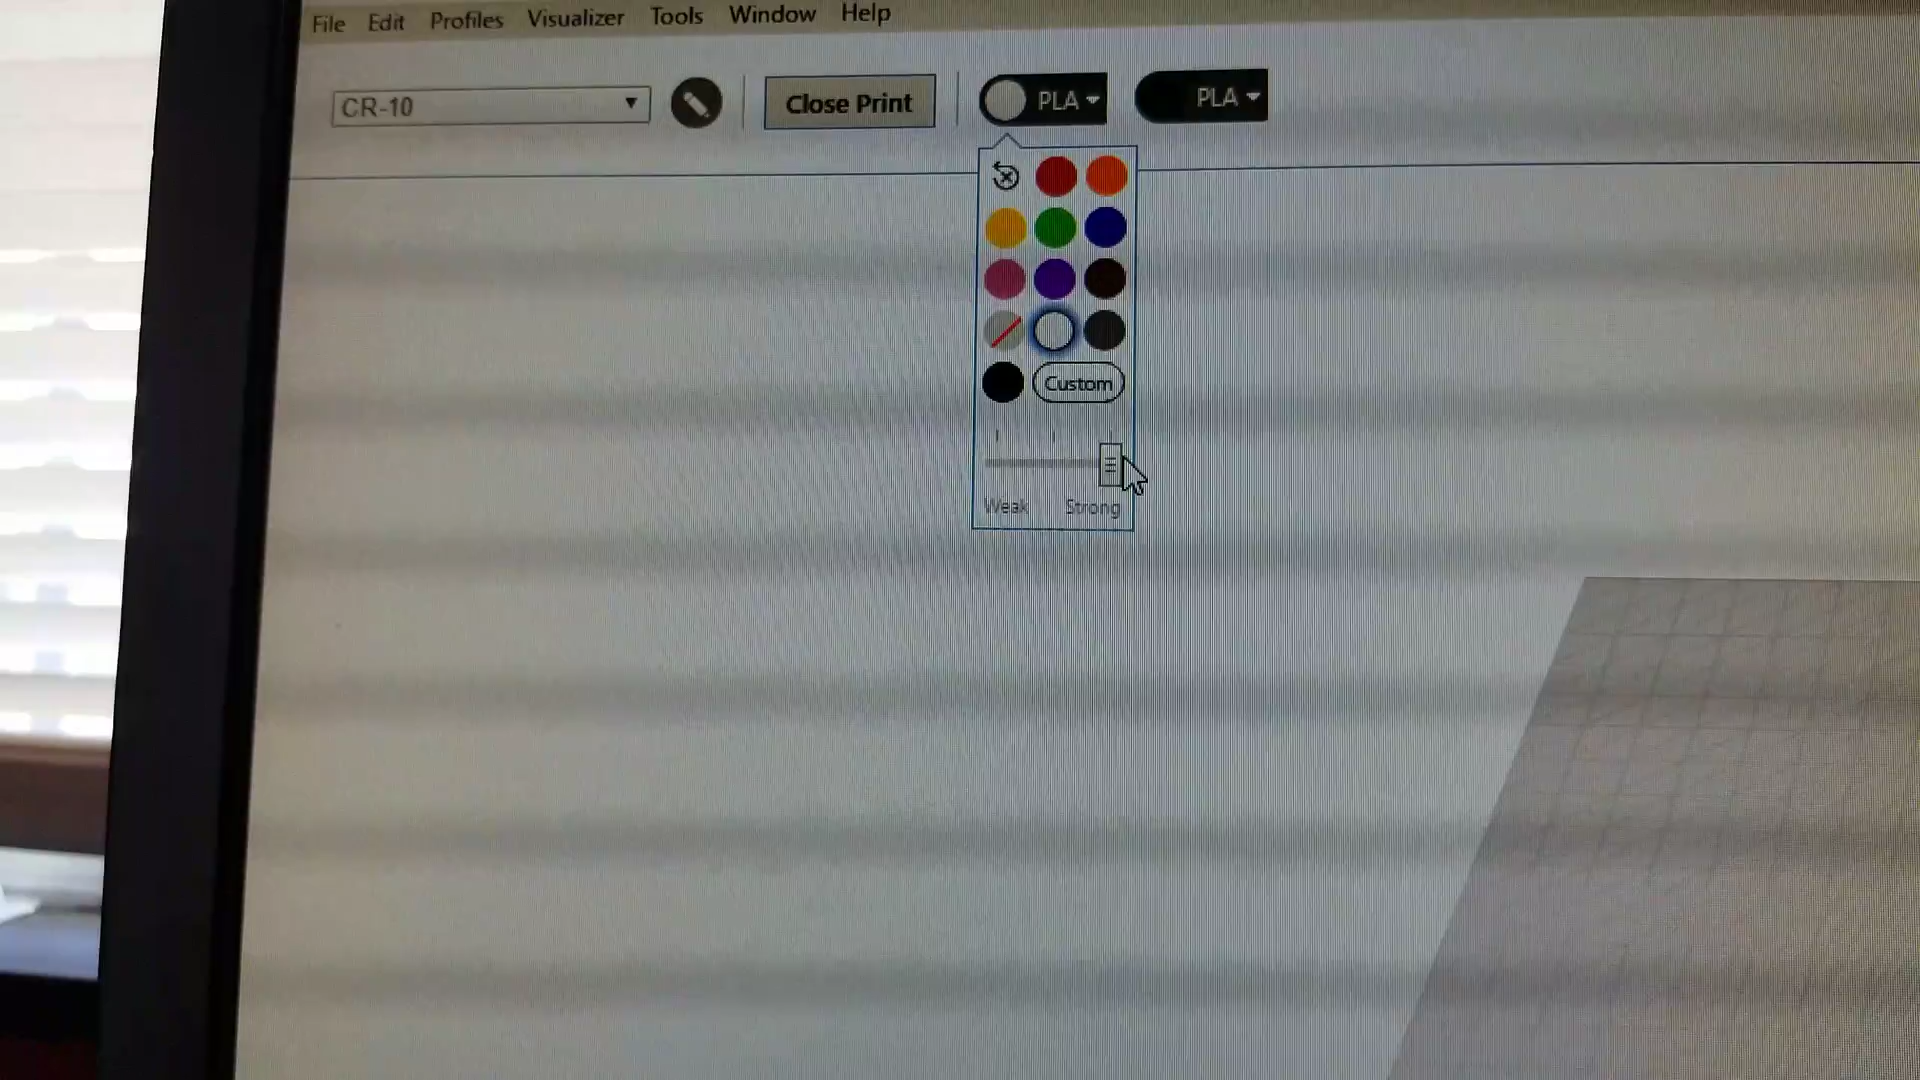 File Edit Profiles Visualizer Tools Window Help
CR-10 Close Print PLA PLA
Custom
Weak Strong